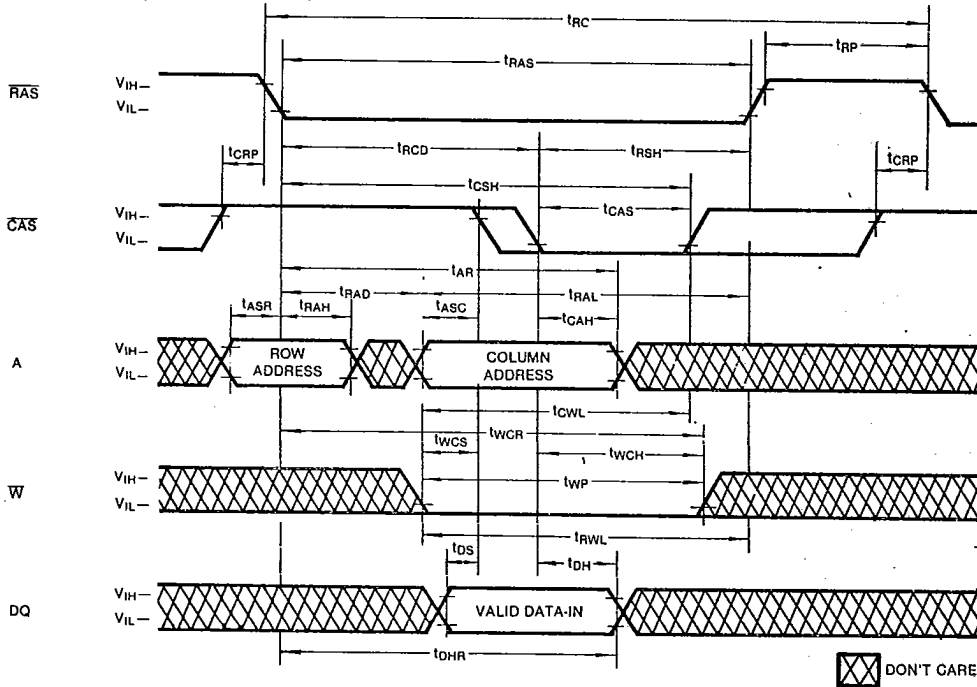 tRC
tRP
tRAS
RAS
VIH—
VIL—
tCRP
tRCD
tRSH
tCRP
tCSH
CAS
VIH—
VIL—
tCAS
tAR
tRAD
tRAL
tASR
tRAH
tASC
tCAH
A
VIH—
VIL—
ROW
ADDRESS
COLUMN
ADDRESS
tCWL
tWCR
tWCS
tWCH
tWP
W
VIH—
VIL—
tRWL
tDS
tDH
DQ
VIH—
VIL—
VALID DATA-IN
tDHR
DON'T CARE